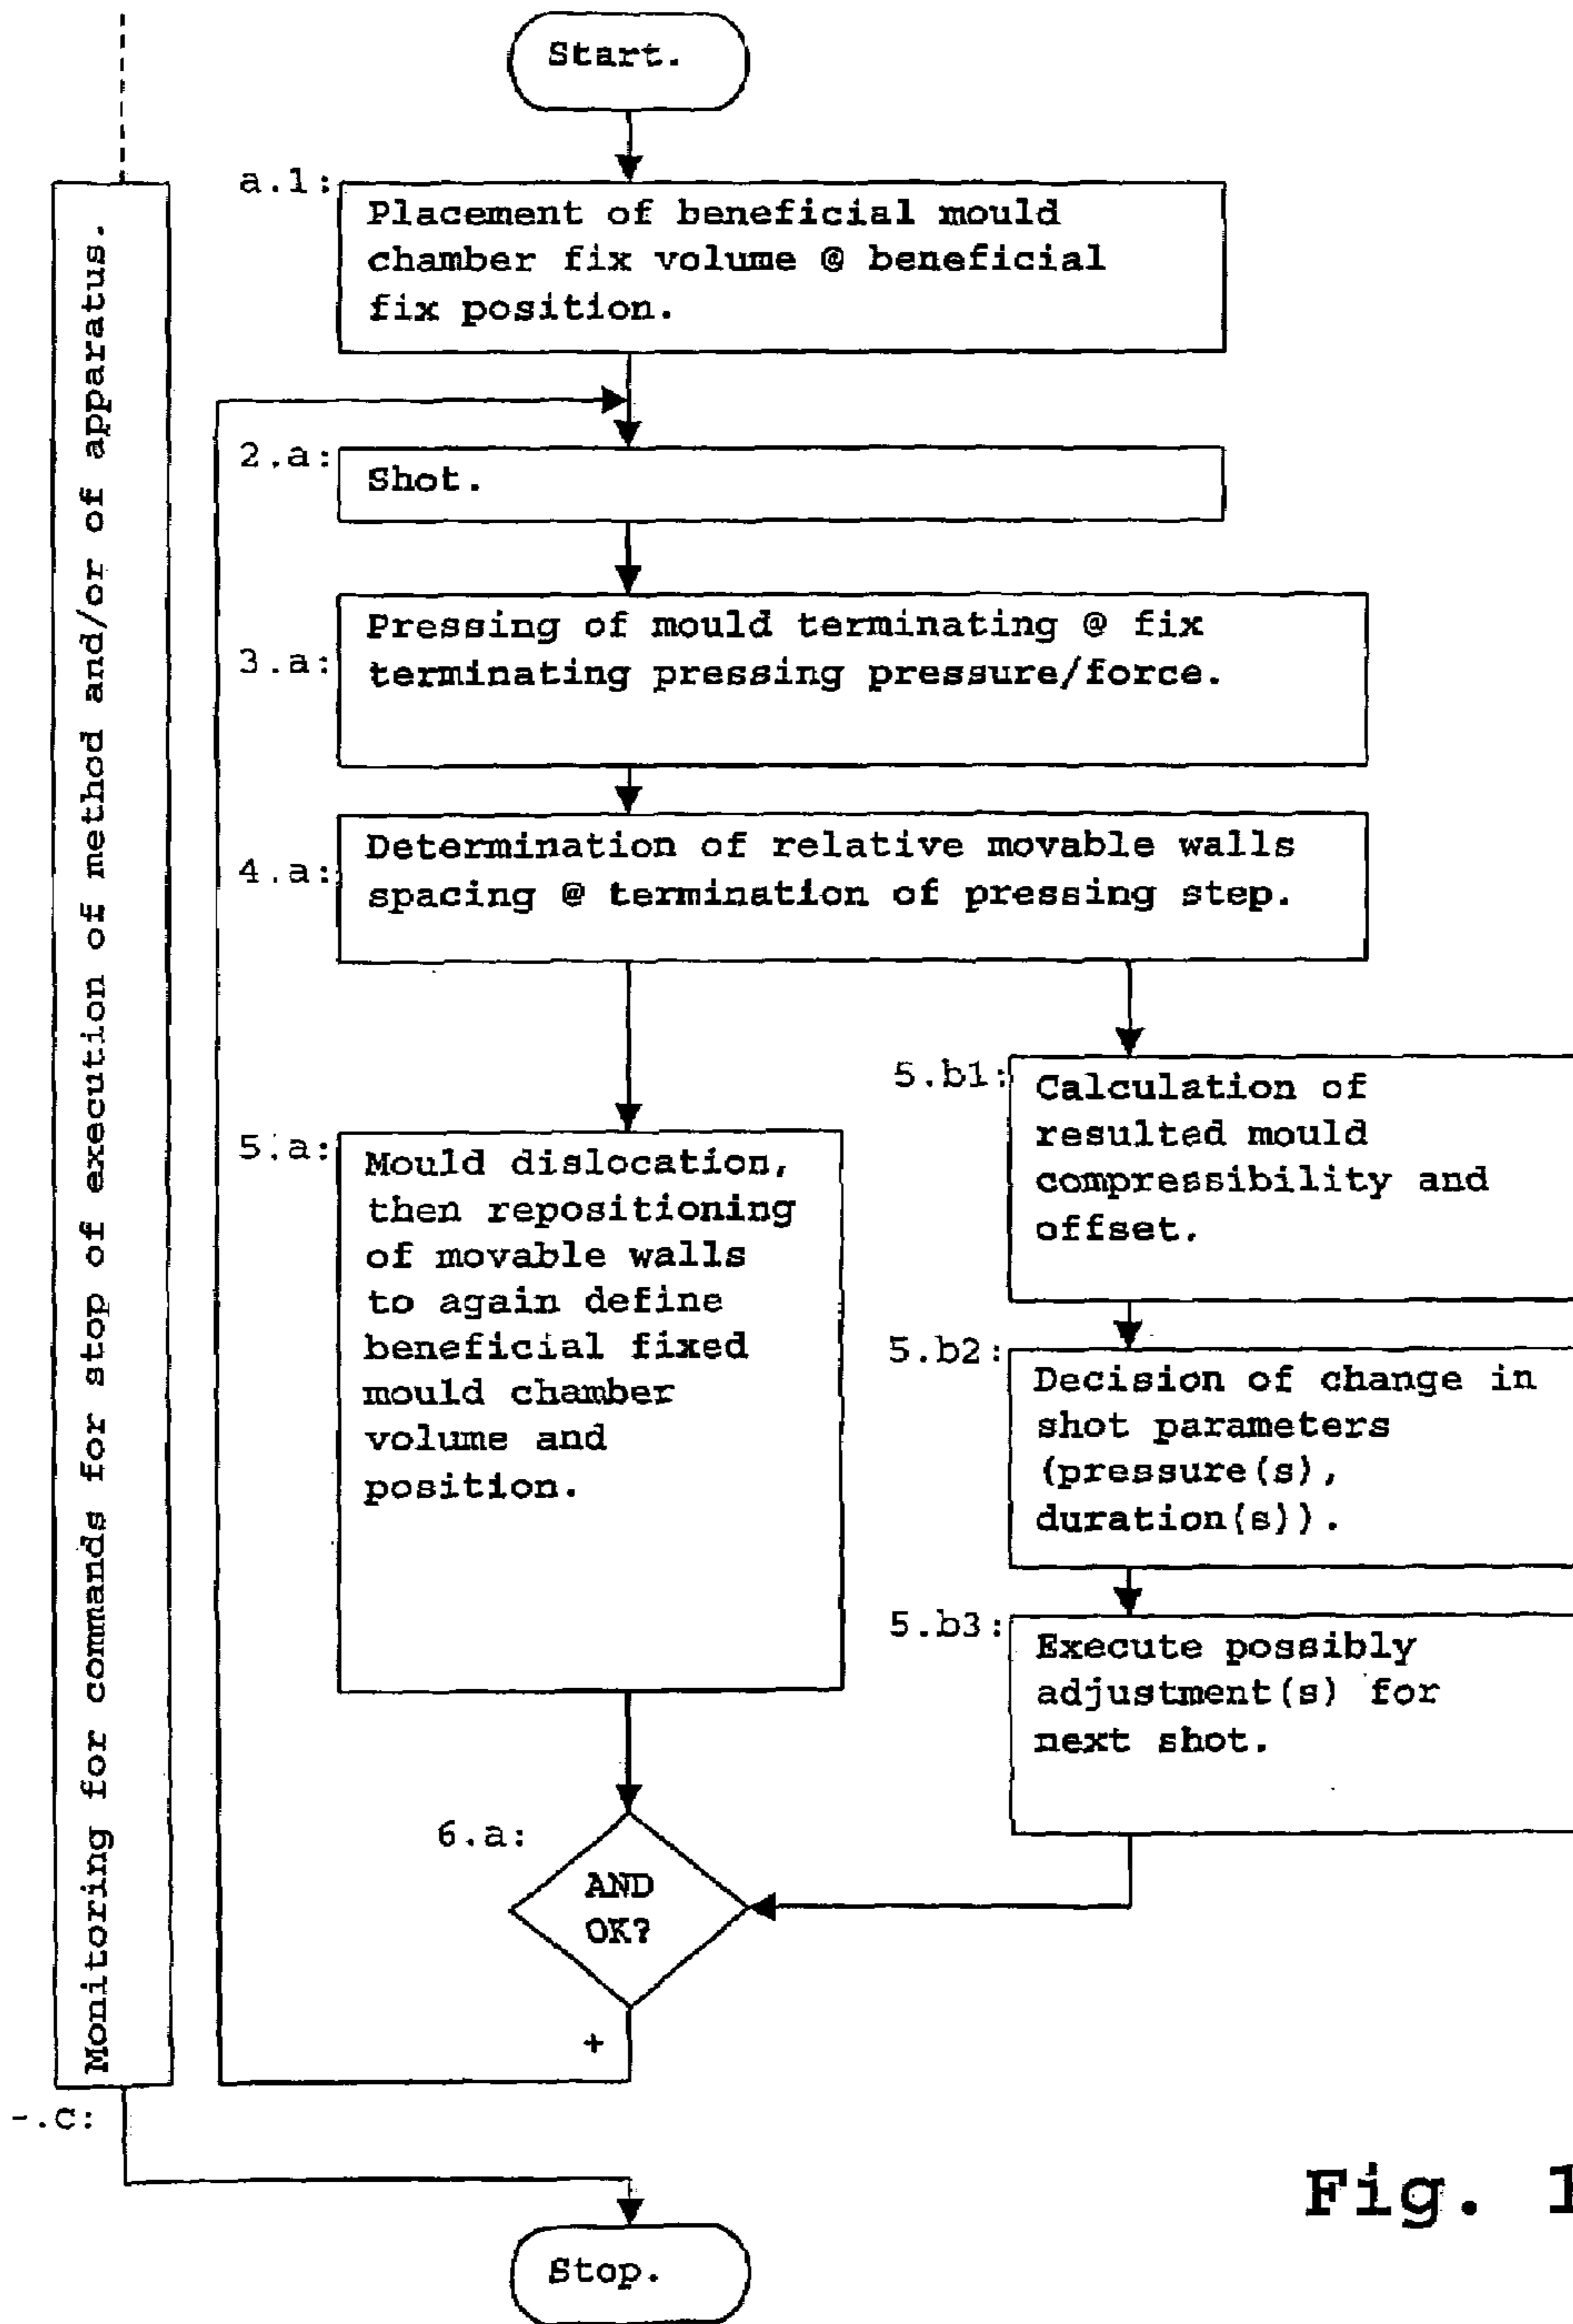 Start.
a.1:
Placement of beneficial mould
chamber fix volume @ beneficial
fix position.
2.a:
Shot.
3.a:
Pressing of mould terminating @ fix
terminating pressing pressure/force.
4.a:
Determination of relative movable walls
spacing @ termination of pressing step.
5.a:
Mould dislocation,
then repositioning
of movable walls
to again define
beneficial fixed
mould chamber
volume and
position.
5.b1:
Calculation of
resulted mould
compressibility and
offset.
5.b2:
Decision of change in
shot parameters
(pressure(s),
duration(s)).
5.b3:
Execute possibly
adjustment(s) for
next shot.
6.a:
AND
OK?
+
Monitoring for commands for stop of execution of method and/or of apparatus.
-.c:
Stop.
Fig. 1